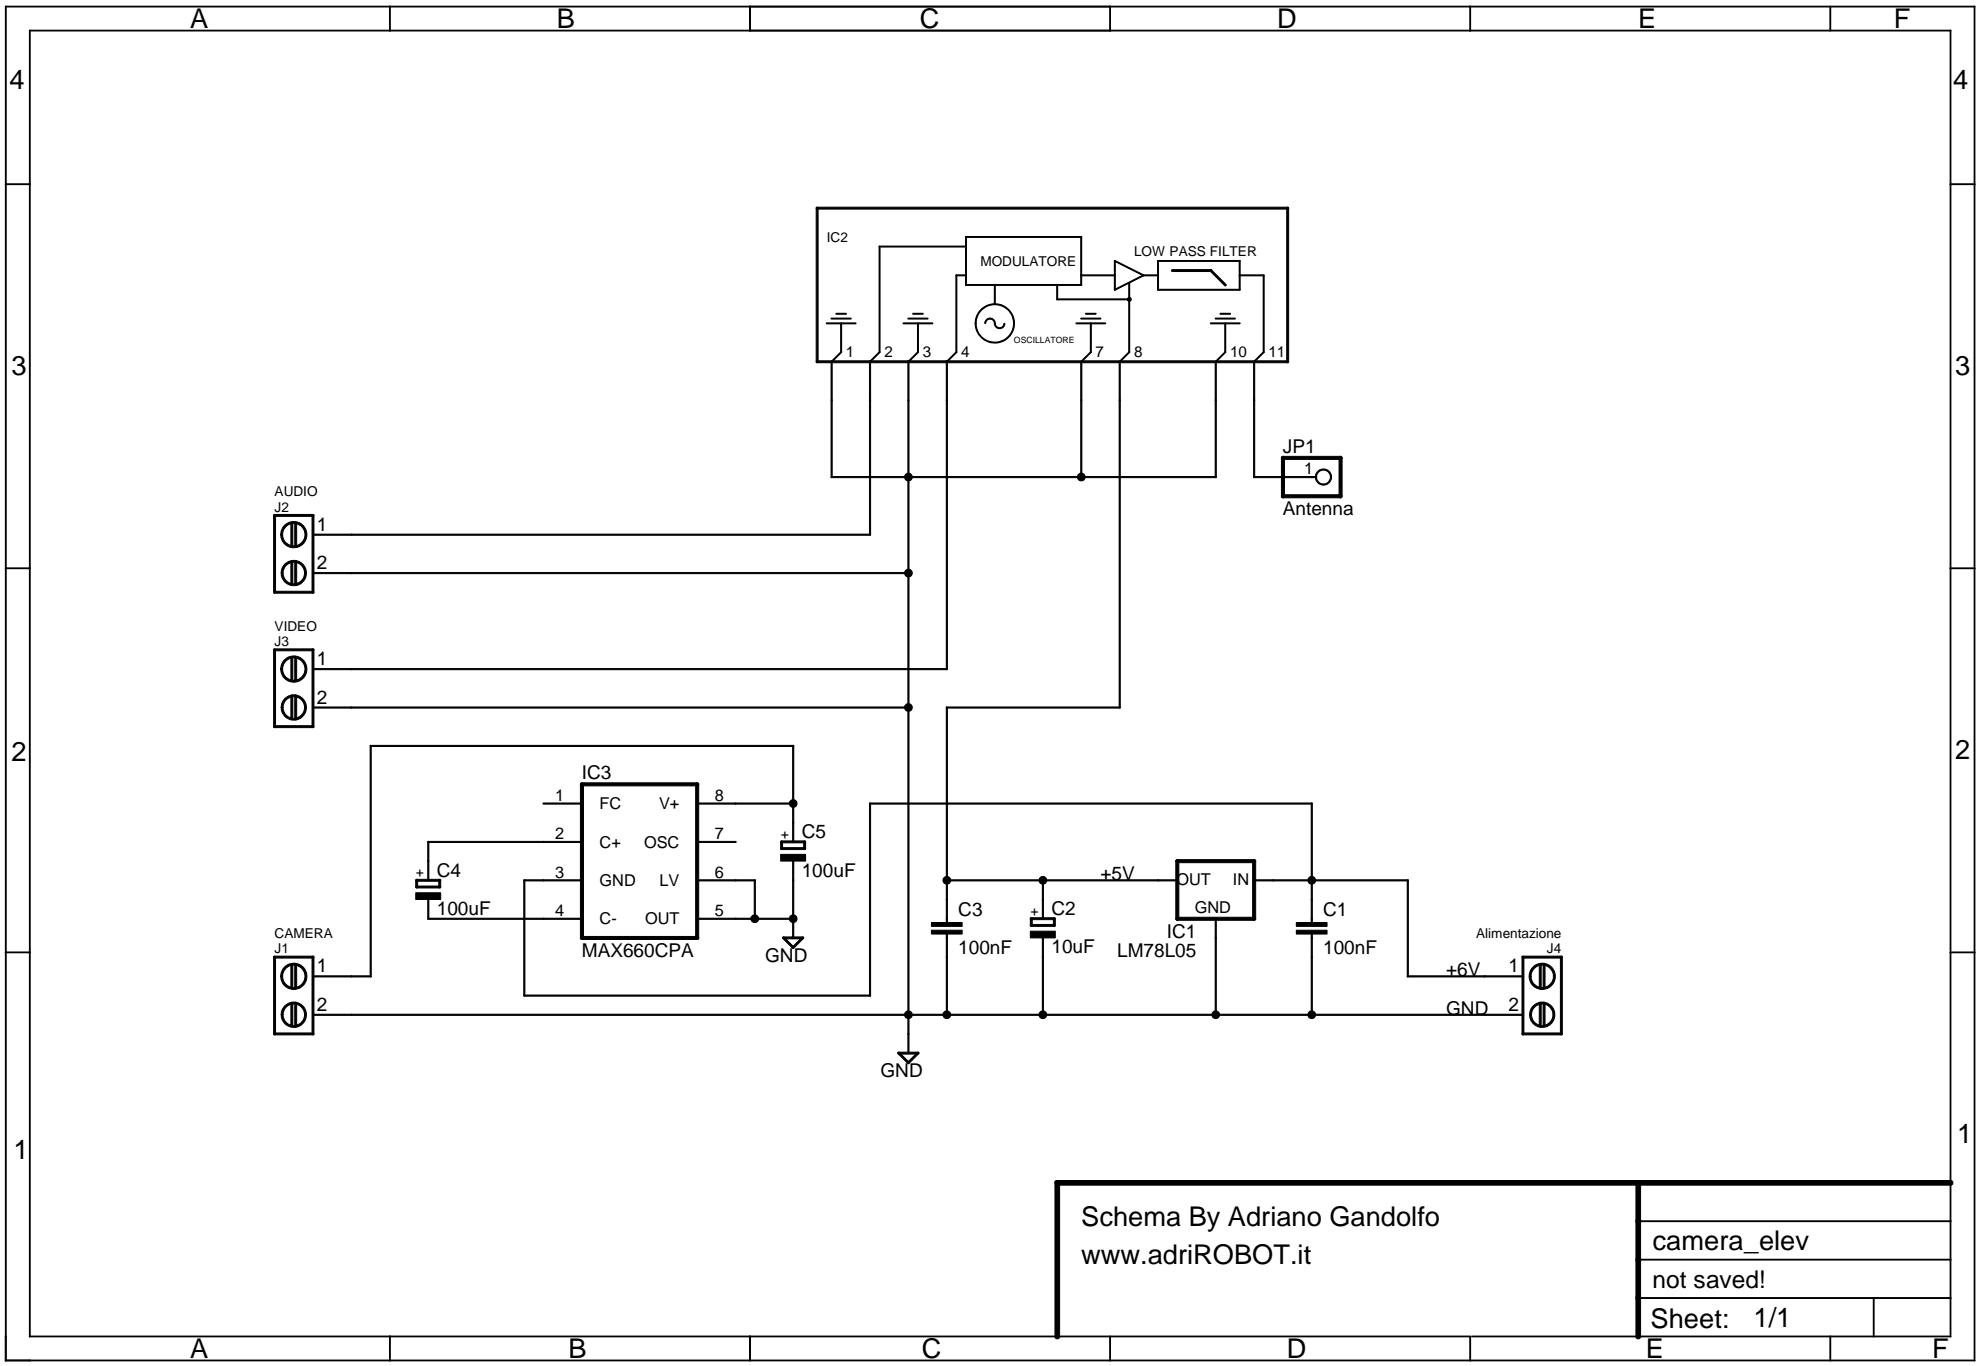 A B C D E F
4 4
IC2
MODULATORE
LOW PASS FILTER
OSCILLATORE
1 2 3 4 7 8 10 11
3 3
JP1
1
Antenna
AUDIO
J2
1
2
VIDEO
J3
1
2
2 2
IC3
1 FC V+ 8
2 C+ OSC 7
3 GND LV 6
4 C- OUT 5
MAX660CPA
+ C4
100uF
+ C5
100uF
GND
CAMERA
J1
1
2
+5V
OUT IN
GND
IC1
LM78L05
C3
100nF
+ C2
10uF
C1
100nF
Alimentazione
J4
+6V 1
GND 2
GND
1 1
Schema By Adriano Gandolfo
www.adriROBOT.it
camera_elev
not saved!
Sheet: 1/1
A B C D E F